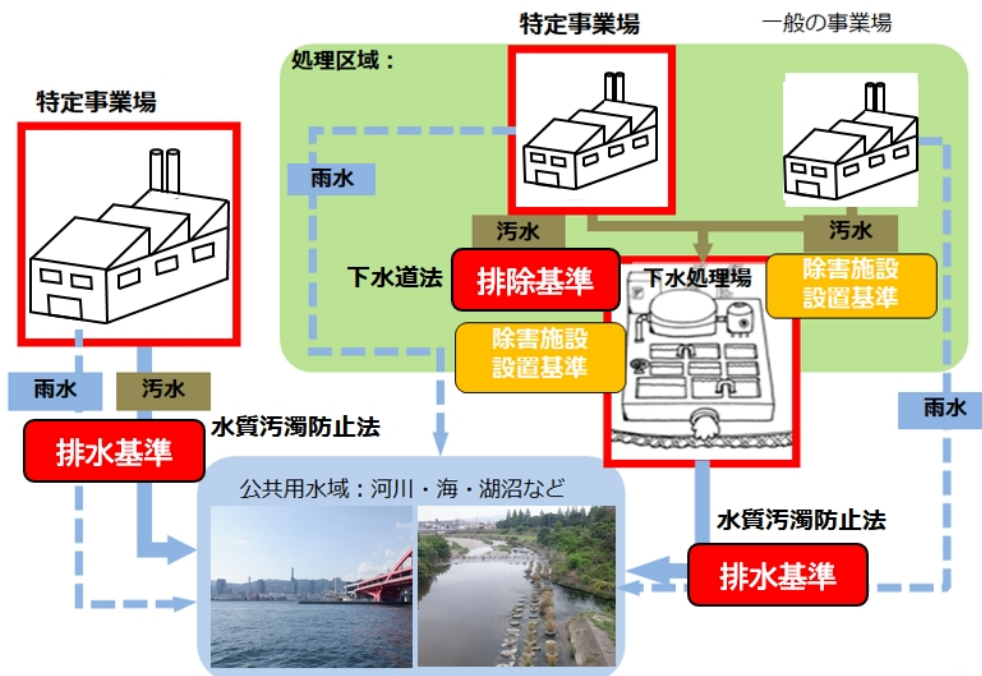 特定事業場
一般の事業場
処理区域：
特定事業場
雨水
汚水
汚水
下水道法
排除基準
下水処理場
除害施設
設置基準
除害施設
設置基準
雨水
汚水
雨水
水質汚濁防止法
排水基準
公共用水域：河川・海・湖沼など
水質汚濁防止法
排水基準